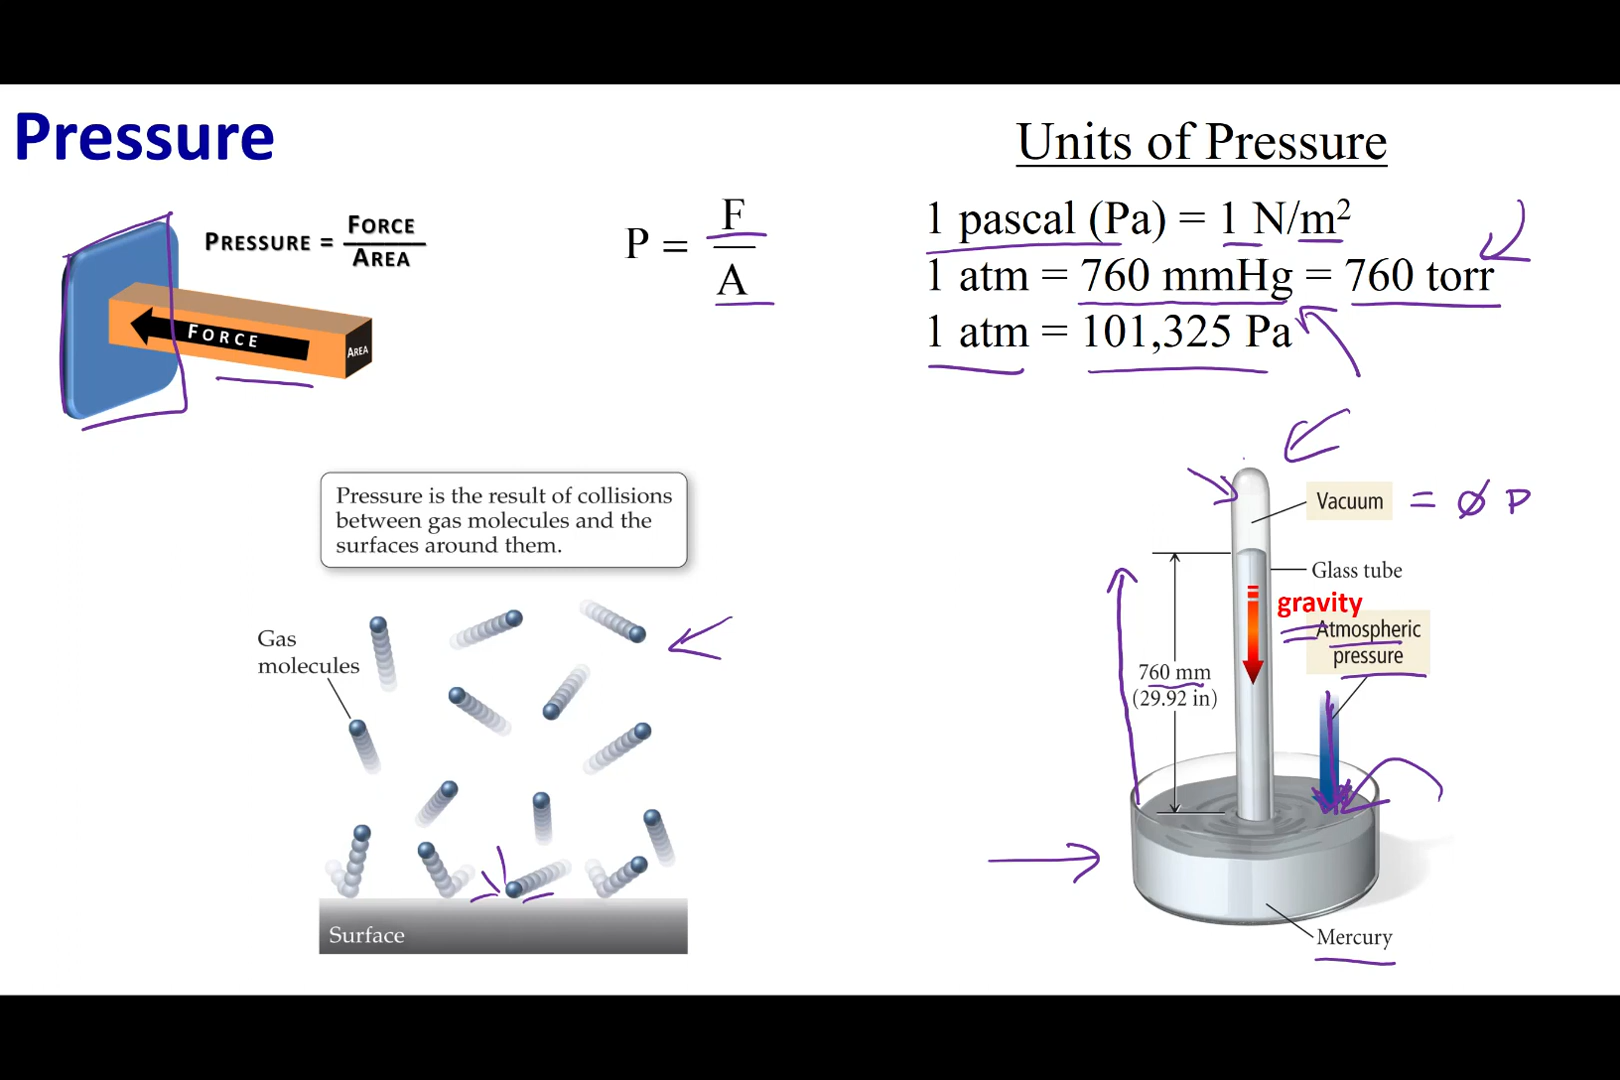 Pressure
PRESSURE = FORCE
AREA
FORCE
AREA
P = F
A
Units of Pressure
1 pascal (Pa) = 1 N/m²
1 atm = 760 mmHg = 760 torr
1 atm = 101,325 Pa
Pressure is the result of collisions
between gas molecules and the
surfaces around them.
Gas
molecules
Surface
Vacuum = ∅ P
Glass tube
gravity
Atmospheric
pressure
760 mm
(29.92 in)
Mercury